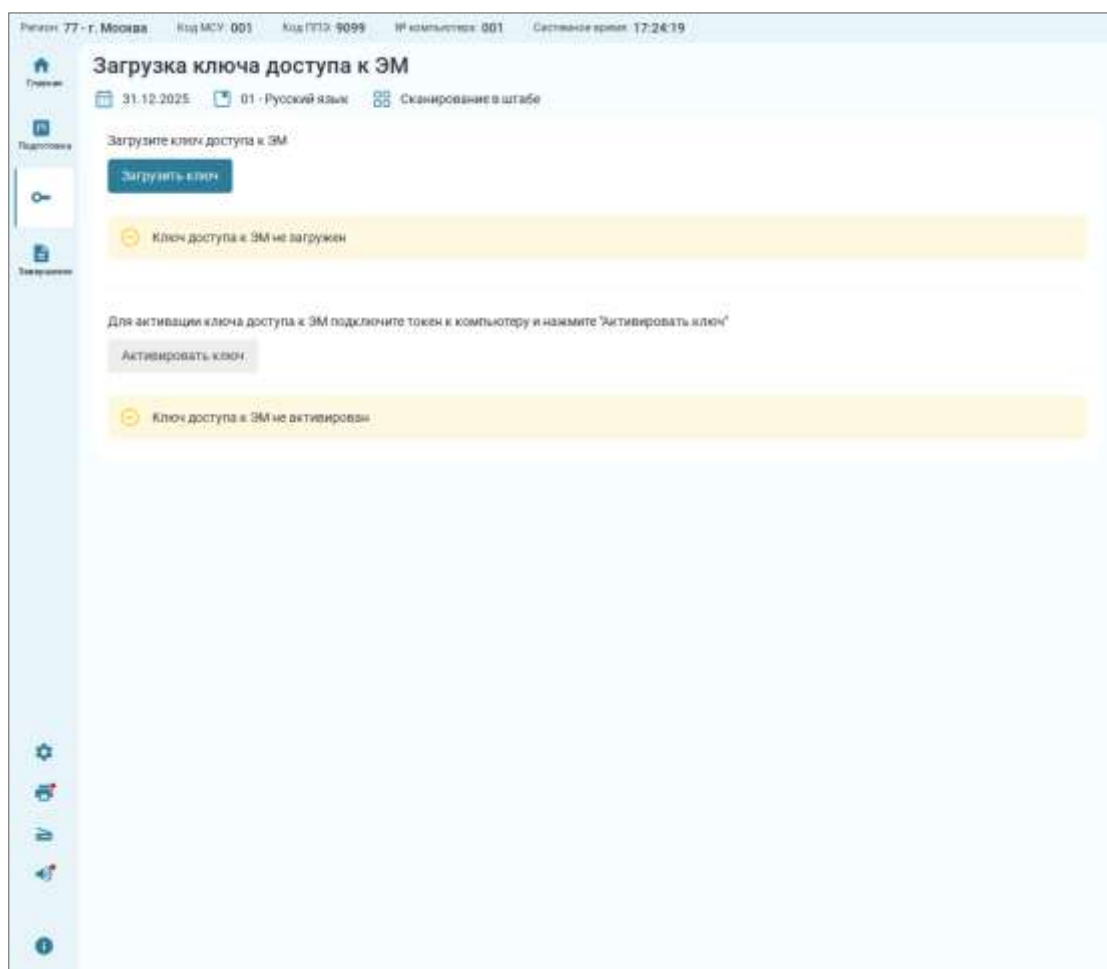 Регион: 77 - г. Москва Код МСУ: 001 Код ППЭ: 9099 № компьютера: 001 Системное время: 17:24:19
Главная
Загрузка ключа доступа к ЭМ
31.12.2025 01 - Русский язык Сканирование в штабе
Подготовка
Загрузите ключ доступа к ЭМ
Загрузить ключ
Ключ доступа к ЭМ не загружен
Завершение
Для активации ключа доступа к ЭМ подключите токен к компьютеру и нажмите "Активировать ключ"
Активировать ключ
Ключ доступа к ЭМ не активирован